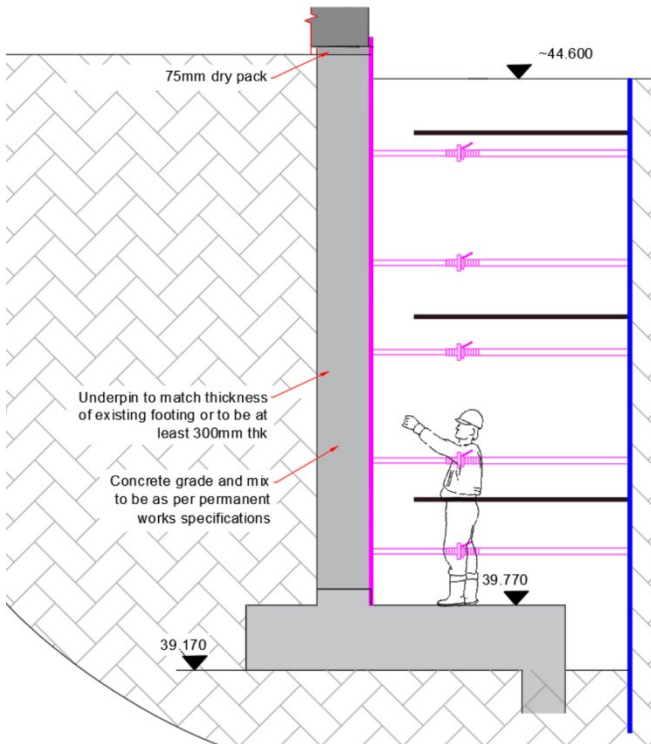 ~44.600
75mm dry pack
Underpin to match thickness
of existing footing or to be at
least 300mm thk
Concrete grade and mix
to be as per permanent
works specifications
39.770
39.170